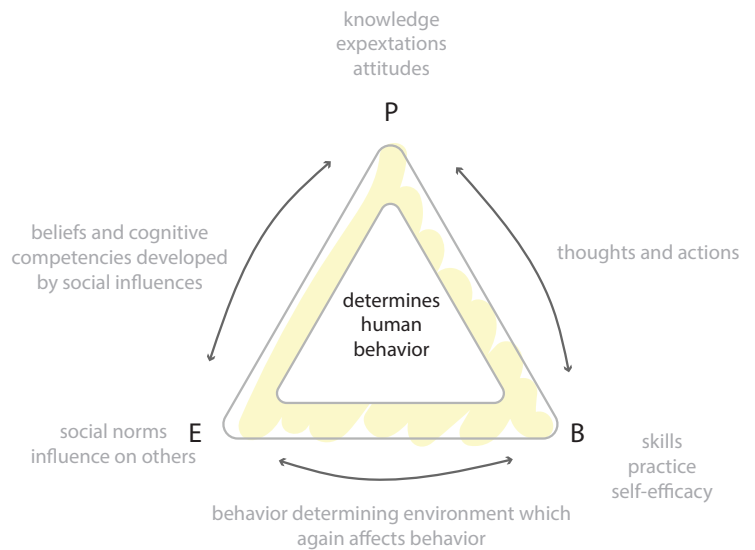 knowledge
expextations
attitudes
P
beliefs and cognitive
competencies developed
by social influences
thoughts and actions
determines
human
behavior
social norms
influence on others
E
B
skills
practice
self-efficacy
behavior determining environment which
again affects behavior